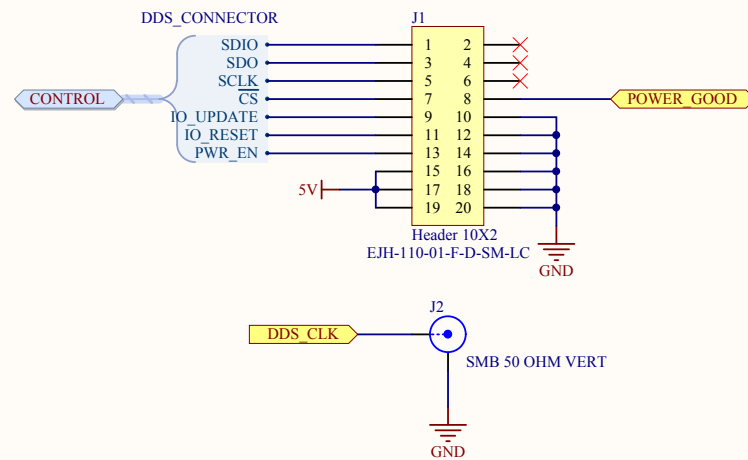 DDS_CONNECTOR
J1
SDIO 1 2
SDO 3 4
SCLK 5 6
CONTROL CS 7 8 POWER_GOOD
IO_UPDATE 9 10
IO_RESET 11 12
PWR_EN 13 14
15 16
5V 17 18
19 20
Header 10X2
EJH-110-01-F-D-SM-LC
GND
J2
DDS_CLK
SMB 50 OHM VERT
GND